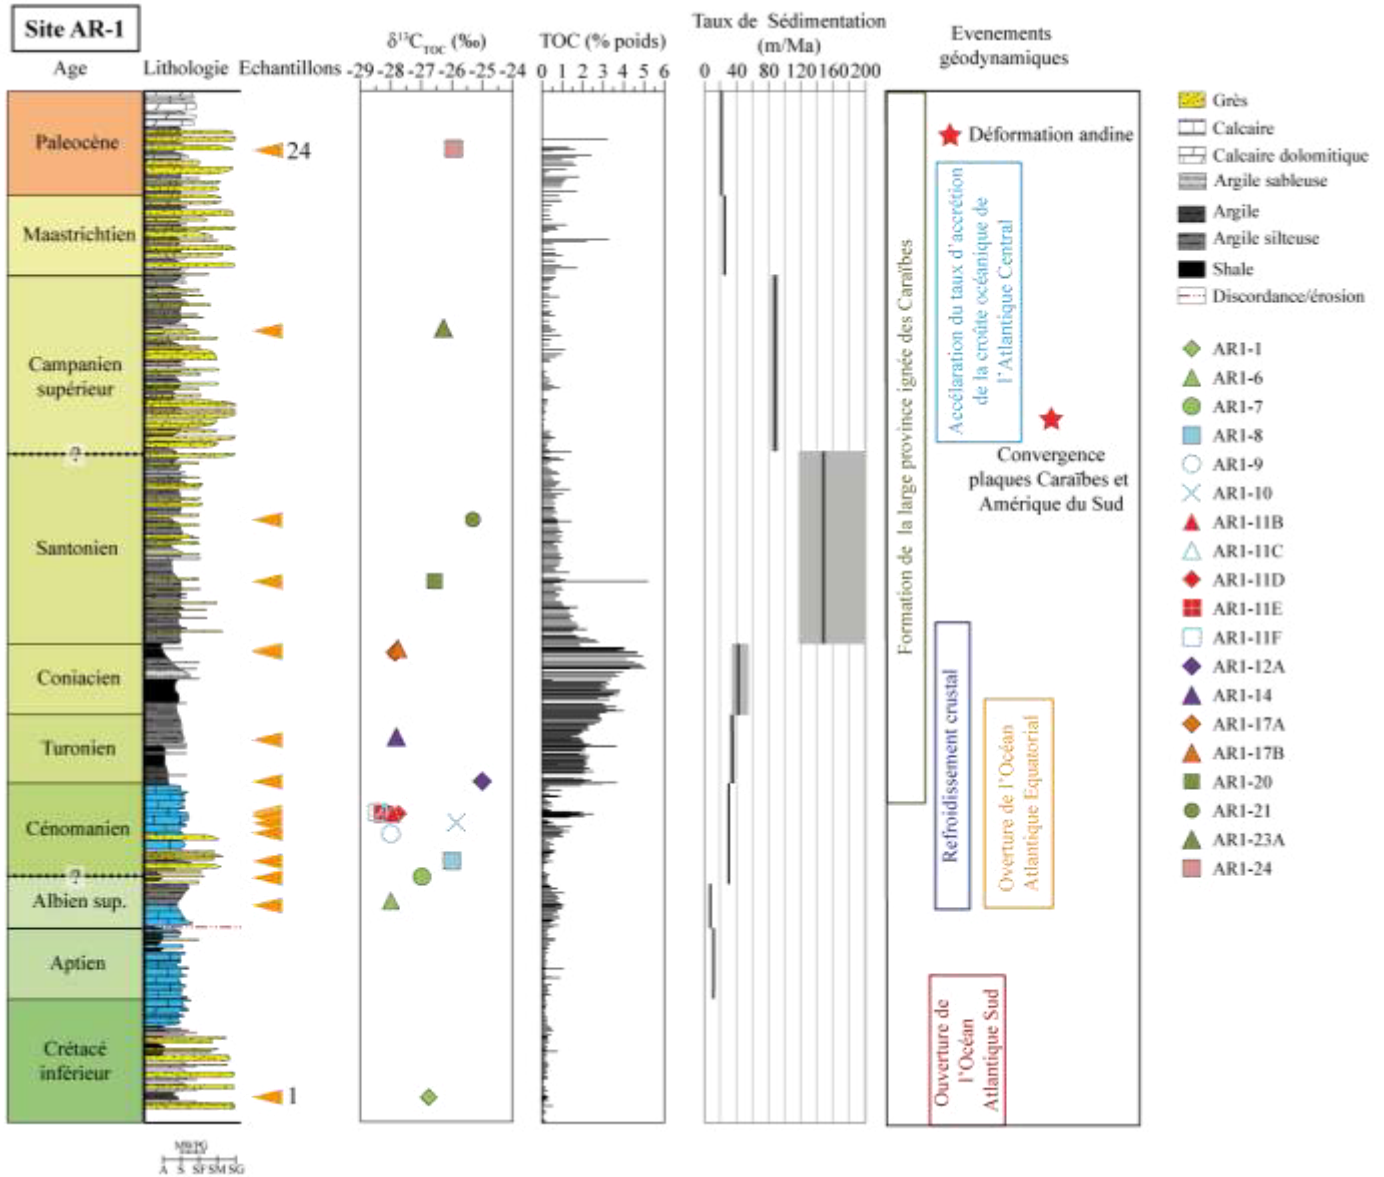 Site AR-1
Age
Lithologie
Echantillons
δ¹³C_TOC (‰)
-29 -28 -27 -26 -25 -24
TOC (% poids)
0 1 2 3 4 5 6
Taux de Sédimentation
(m/Ma)
0 40 80 120 160 200
Evenements
géodynamiques
Paleocène
Maastrichtien
Campanien
supérieur
?
Santonien
Coniacien
Turonien
Cénomanien
?
Albien sup.
Aptien
Crétacé
inférieur
24
1
A S SF SM SG
Formation de la large province ignée des Caraïbes
Déformation andine
Accélaration du taux d'accrétion
de la croûte océanique de
l'Atlantique Central
Convergence
plaques Caraïbes et
Amérique du Sud
Refroidissement crustal
Overture de l'Océan
Atlantique Equatorial
Ouverture de
l'Océan
Atlantique Sud
Grès
Calcaire
Calcaire dolomitique
Argile sableuse
Argile
Argile silteuse
Shale
Discordance/érosion
AR1-1
AR1-6
AR1-7
AR1-8
AR1-9
AR1-10
AR1-11B
AR1-11C
AR1-11D
AR1-11E
AR1-11F
AR1-12A
AR1-14
AR1-17A
AR1-17B
AR1-20
AR1-21
AR1-23A
AR1-24